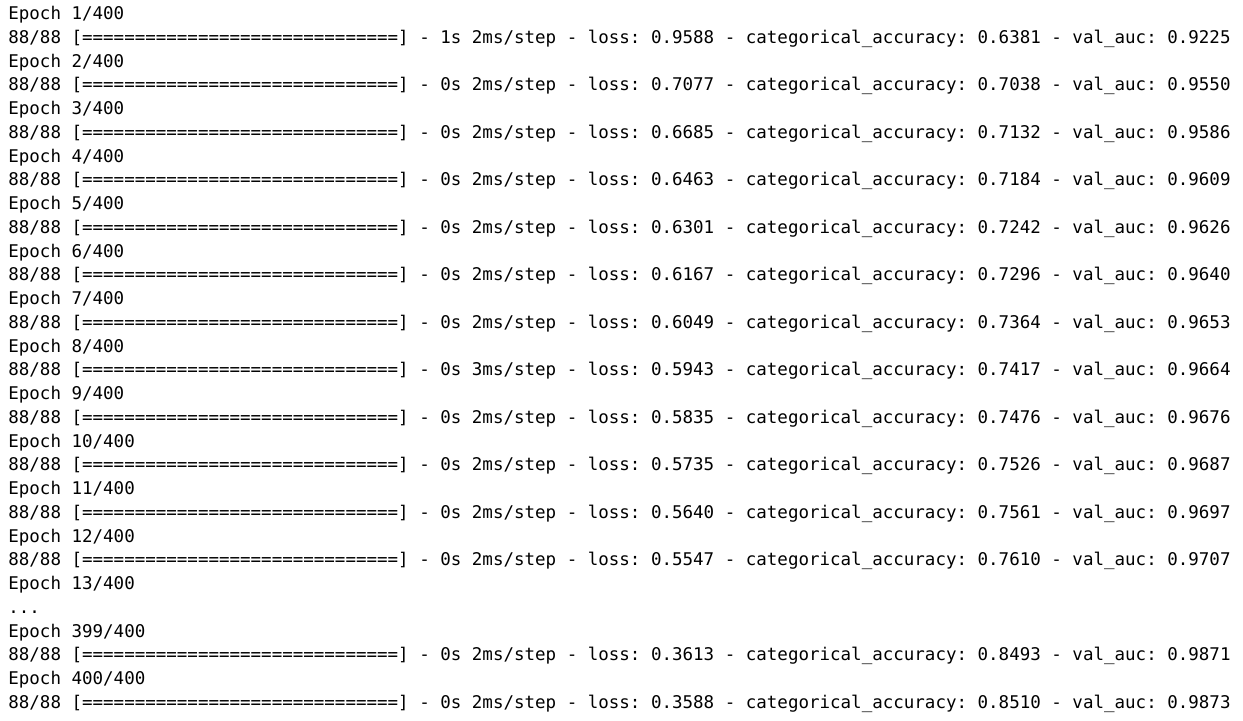 Epoch 1/400
88/88 [==============================] - 1s 2ms/step - loss: 0.9588 - categorical_accuracy: 0.6381 - val_auc: 0.9225
Epoch 2/400
88/88 [==============================] - 0s 2ms/step - loss: 0.7077 - categorical_accuracy: 0.7038 - val_auc: 0.9550
Epoch 3/400
88/88 [==============================] - 0s 2ms/step - loss: 0.6685 - categorical_accuracy: 0.7132 - val_auc: 0.9586
Epoch 4/400
88/88 [==============================] - 0s 2ms/step - loss: 0.6463 - categorical_accuracy: 0.7184 - val_auc: 0.9609
Epoch 5/400
88/88 [==============================] - 0s 2ms/step - loss: 0.6301 - categorical_accuracy: 0.7242 - val_auc: 0.9626
Epoch 6/400
88/88 [==============================] - 0s 2ms/step - loss: 0.6167 - categorical_accuracy: 0.7296 - val_auc: 0.9640
Epoch 7/400
88/88 [==============================] - 0s 2ms/step - loss: 0.6049 - categorical_accuracy: 0.7364 - val_auc: 0.9653
Epoch 8/400
88/88 [==============================] - 0s 3ms/step - loss: 0.5943 - categorical_accuracy: 0.7417 - val_auc: 0.9664
Epoch 9/400
88/88 [==============================] - 0s 2ms/step - loss: 0.5835 - categorical_accuracy: 0.7476 - val_auc: 0.9676
Epoch 10/400
88/88 [==============================] - 0s 2ms/step - loss: 0.5735 - categorical_accuracy: 0.7526 - val_auc: 0.9687
Epoch 11/400
88/88 [==============================] - 0s 2ms/step - loss: 0.5640 - categorical_accuracy: 0.7561 - val_auc: 0.9697
Epoch 12/400
88/88 [==============================] - 0s 2ms/step - loss: 0.5547 - categorical_accuracy: 0.7610 - val_auc: 0.9707
Epoch 13/400
...
Epoch 399/400
88/88 [==============================] - 0s 2ms/step - loss: 0.3613 - categorical_accuracy: 0.8493 - val_auc: 0.9871
Epoch 400/400
88/88 [==============================] - 0s 2ms/step - loss: 0.3588 - categorical_accuracy: 0.8510 - val_auc: 0.9873